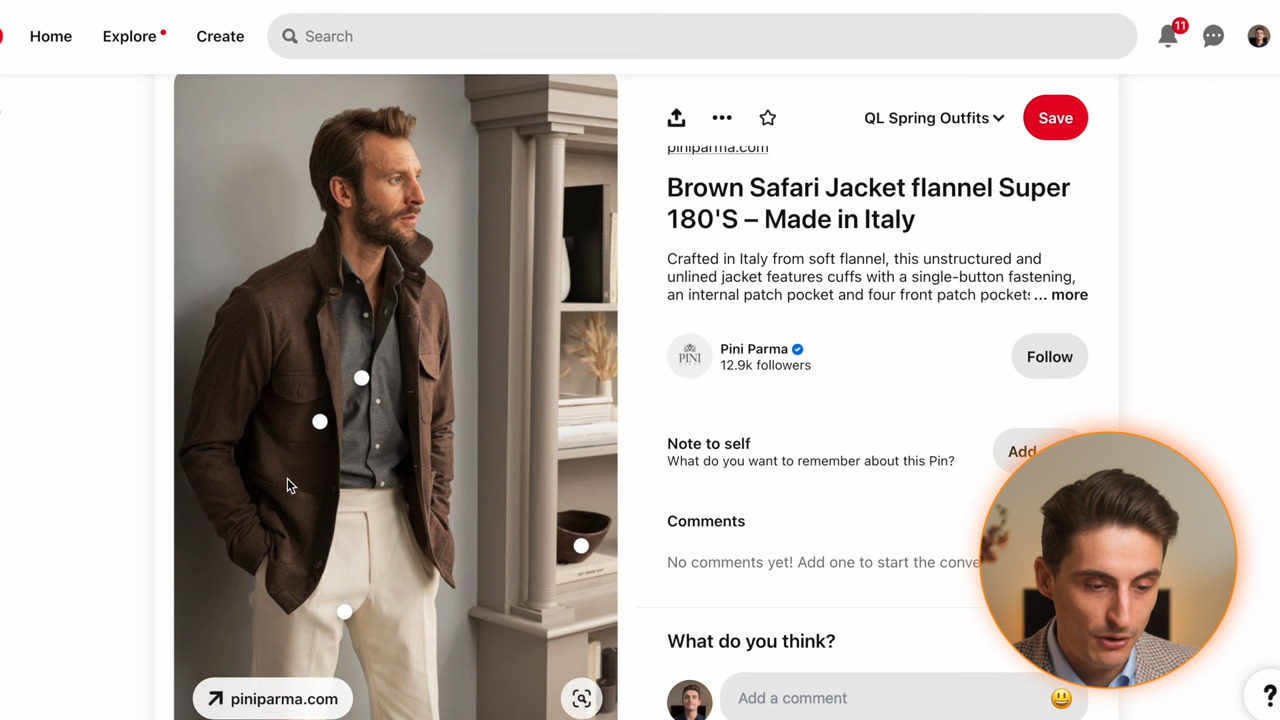 Home
Explore
Create
Search
11
QL Spring Outfits
Save
piniparma.com
Brown Safari Jacket flannel Super
180'S – Made in Italy
Crafted in Italy from soft flannel, this unstructured and
unlined jacket features cuffs with a single-button fastening,
an internal patch pocket and four front patch pockets ... more
PINI
Pini Parma
12.9k followers
Follow
Note to self
What do you want to remember about this Pin?
Add
Comments
No comments yet! Add one to start the conve
What do you think?
Add a comment
piniparma.com
?